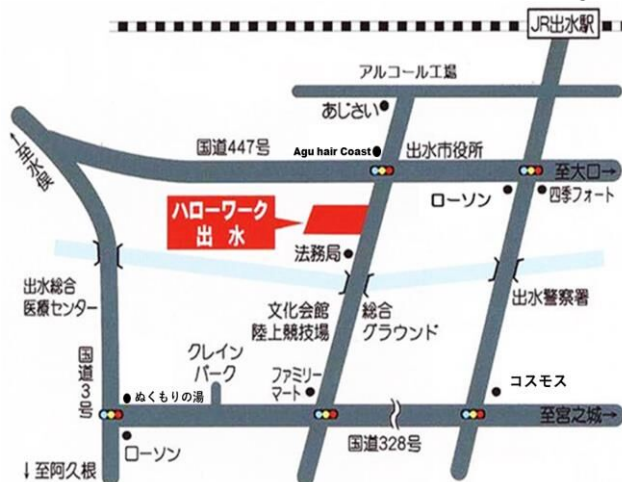 JR出水駅
アルコール工場
あじさい
国道447号
Agu hair Coast
出水市役所
至大口→
←至水俣
ローソン
四季フォート
ハローワーク
出水
法務局
出水総合
医療センター
文化会館
陸上競技場
総合
グラウンド
出水警察署
国道3号
クレイン
パーク
ファミリー
マート
コスモス
ぬくもりの湯
至宮之城→
ローソン
国道328号
↓至阿久根